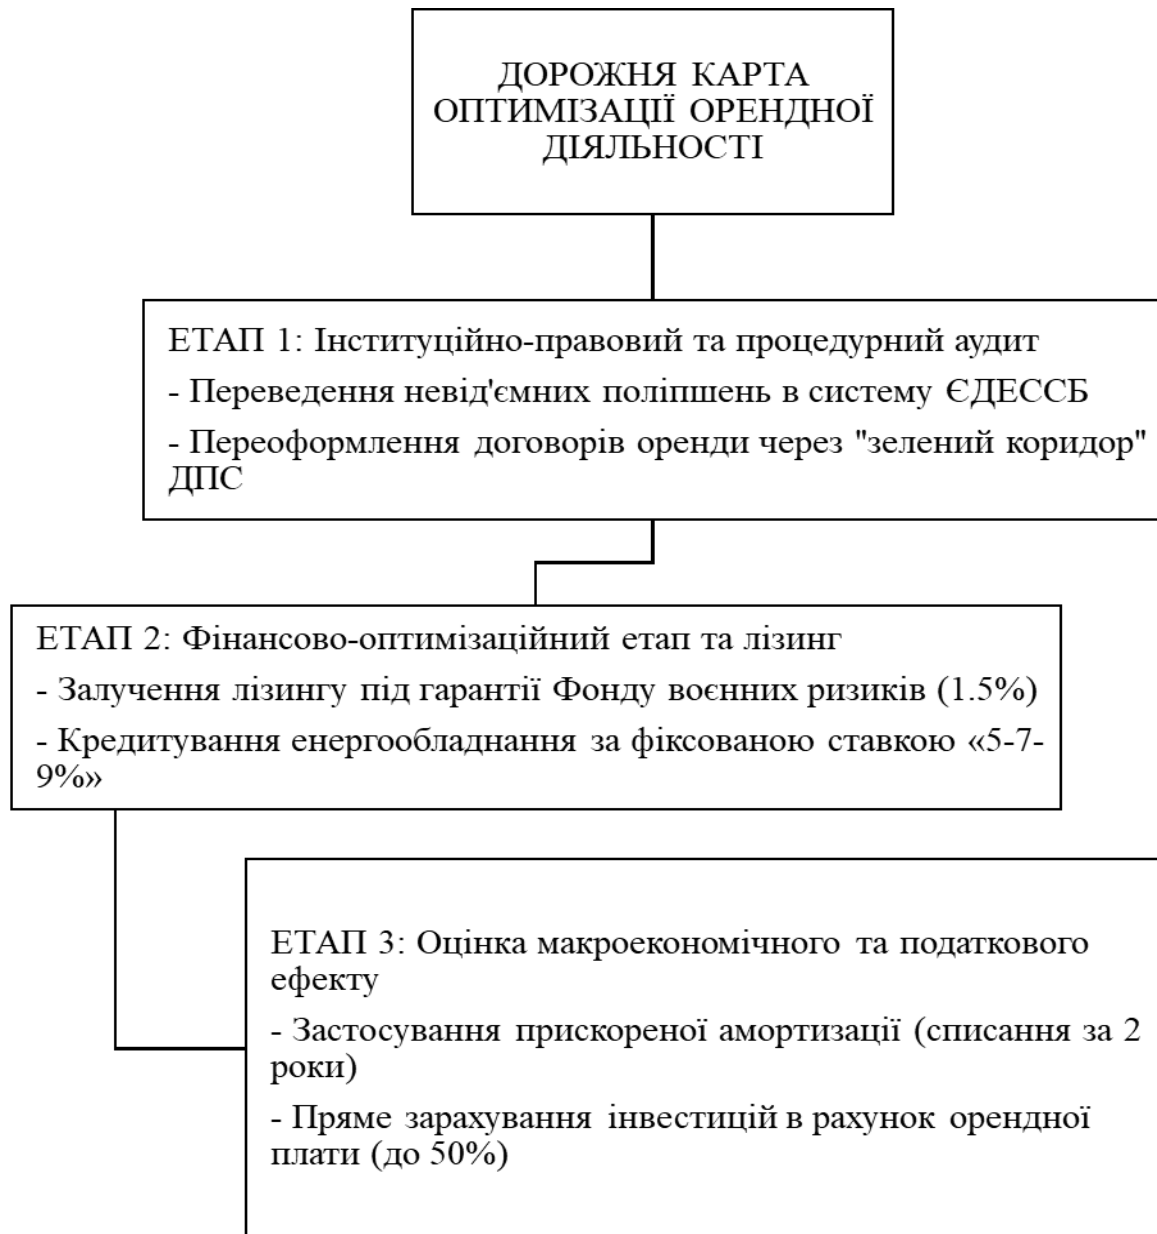 ДОРОЖНЯ КАРТА
ОПТИМІЗАЦІЇ ОРЕНДНОЇ
ДІЯЛЬНОСТІ
ЕТАП 1: Інституційно-правовий та процедурний аудит
- Переведення невід'ємних поліпшень в систему ЄДЕССБ
- Переоформлення договорів оренди через "зелений коридор"
ДПС
ЕТАП 2: Фінансово-оптимізаційний етап та лізинг
- Залучення лізингу під гарантії Фонду воєнних ризиків (1.5%)
- Кредитування енергообладнання за фіксованою ставкою «5-7-
9%»
ЕТАП 3: Оцінка макроекономічного та податкового
ефекту
- Застосування прискореної амортизації (списання за 2
роки)
- Пряме зарахування інвестицій в рахунок орендної
плати (до 50%)